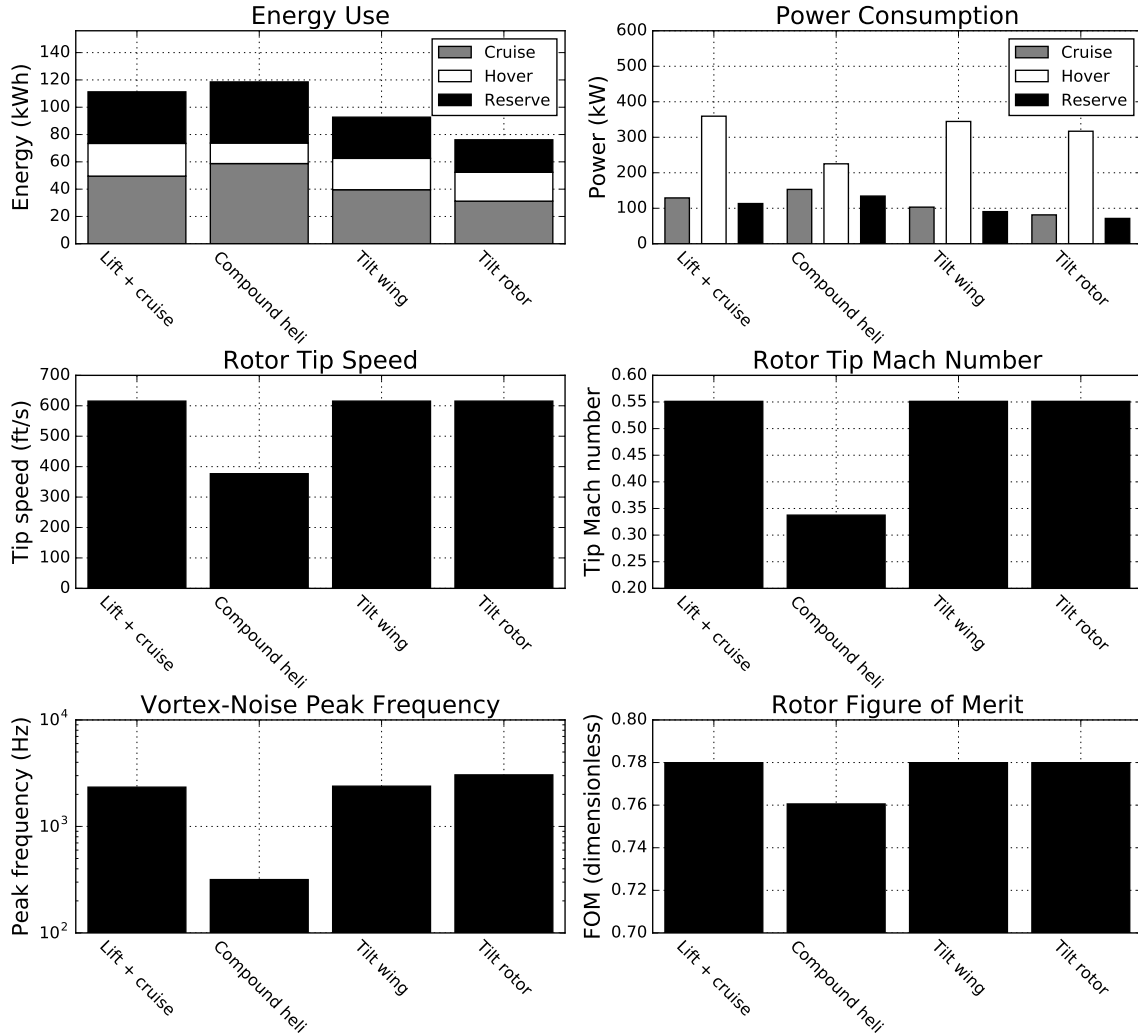 Energy Use
Energy (kWh)
140
120
100
80
60
40
20
0
Cruise
Hover
Reserve
Lift + cruise
Compound heli
Tilt wing
Tilt rotor
Power Consumption
Power (kW)
600
500
400
300
200
100
0
Cruise
Hover
Reserve
Lift + cruise
Compound heli
Tilt wing
Tilt rotor
Rotor Tip Speed
Tip speed (ft/s)
700
600
500
400
300
200
100
0
Lift + cruise
Compound heli
Tilt wing
Tilt rotor
Rotor Tip Mach Number
Tip Mach number
0.60
0.55
0.50
0.45
0.40
0.35
0.30
0.25
0.20
Lift + cruise
Compound heli
Tilt wing
Tilt rotor
Vortex-Noise Peak Frequency
Peak frequency (Hz)
10⁴
10³
10²
Lift + cruise
Compound heli
Tilt wing
Tilt rotor
Rotor Figure of Merit
FOM (dimensionless)
0.80
0.78
0.76
0.74
0.72
0.70
Lift + cruise
Compound heli
Tilt wing
Tilt rotor